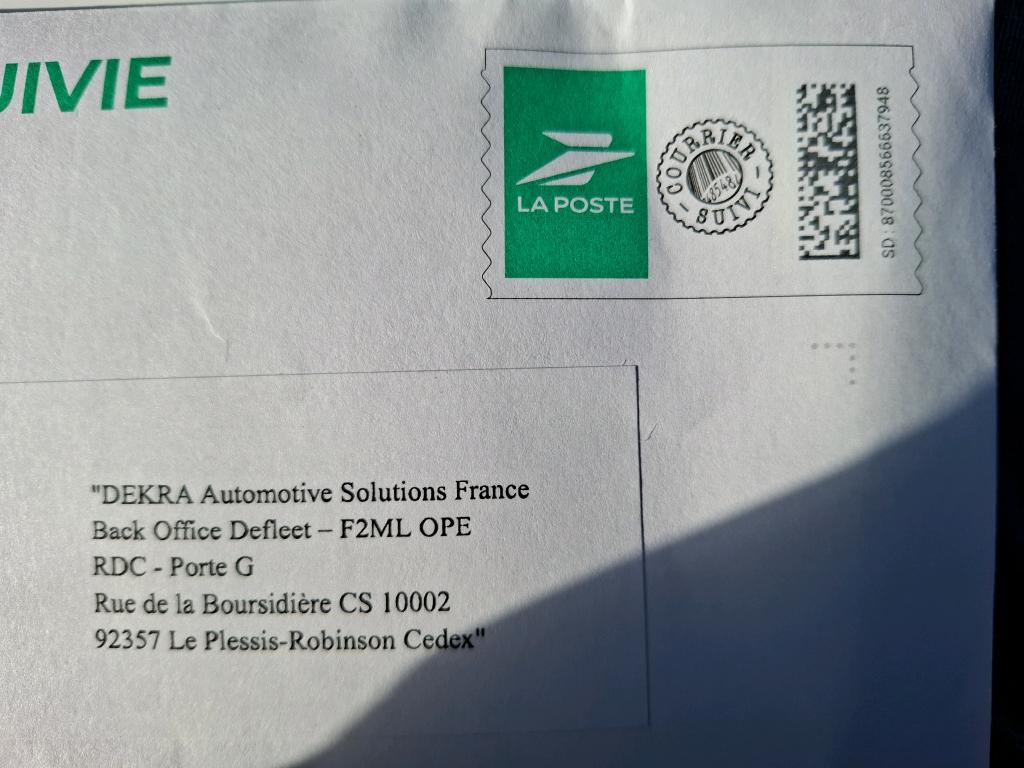 UIVIE
LA POSTE
COURRIER
SUIVI
SD : 870008566637948
"DEKRA Automotive Solutions France
Back Office Defleet – F2ML OPE
RDC - Porte G
Rue de la Boursidière CS 10002
92357 Le Plessis-Robinson Cedex"